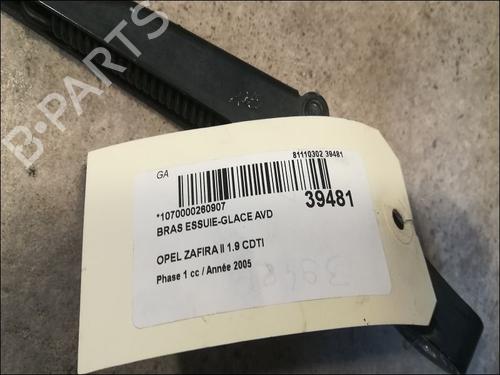 B-PARTS
GA
81110302 39481
*1070000260907
39481
BRAS ESSUIE-GLACE AVD
OPEL ZAFIRA II 1.9 CDTI
Phase 1 cc / Année 2005
39481